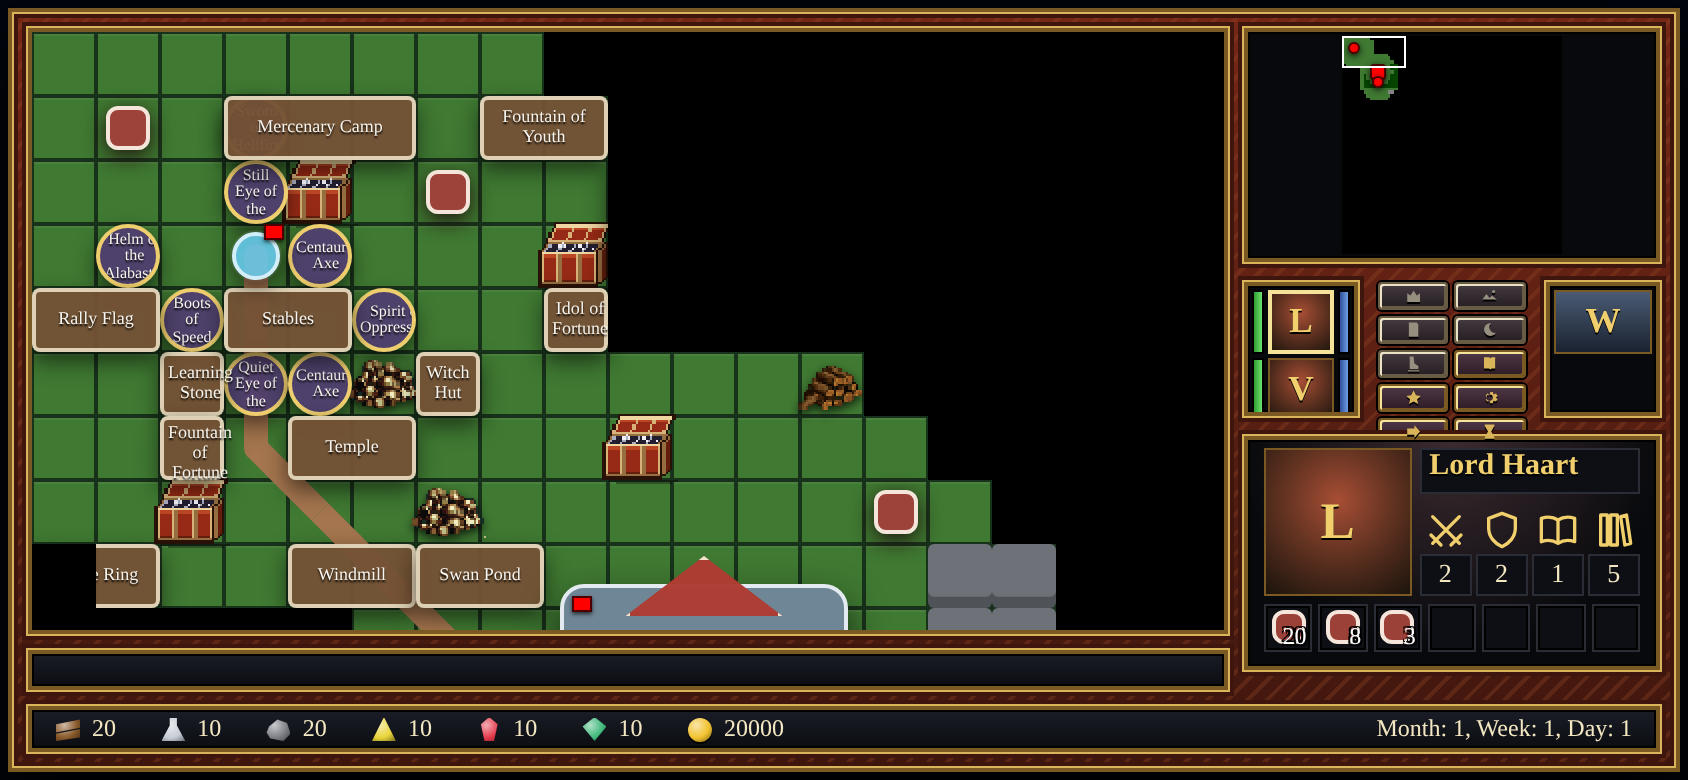 Mercenary Camp
Fountain of
Youth
Still
Eye of
the
Helm
the
Alabast
Centaur
Axe
Rally Flag
Boots
of
Speed
Stables
Spirit
Oppress
Idol of
Fortune
Learning
Stone
Quiet
Eye of
the
Centaur
Axe
Witch
Hut
Fountain
of
Fortune
Temple
Ring
Windmill
Swan Pond
L
V
W
L
Lord Haart
2 2 1 5
20 8 3
20 10 20 10 10 10 20000
Month: 1, Week: 1, Day: 1